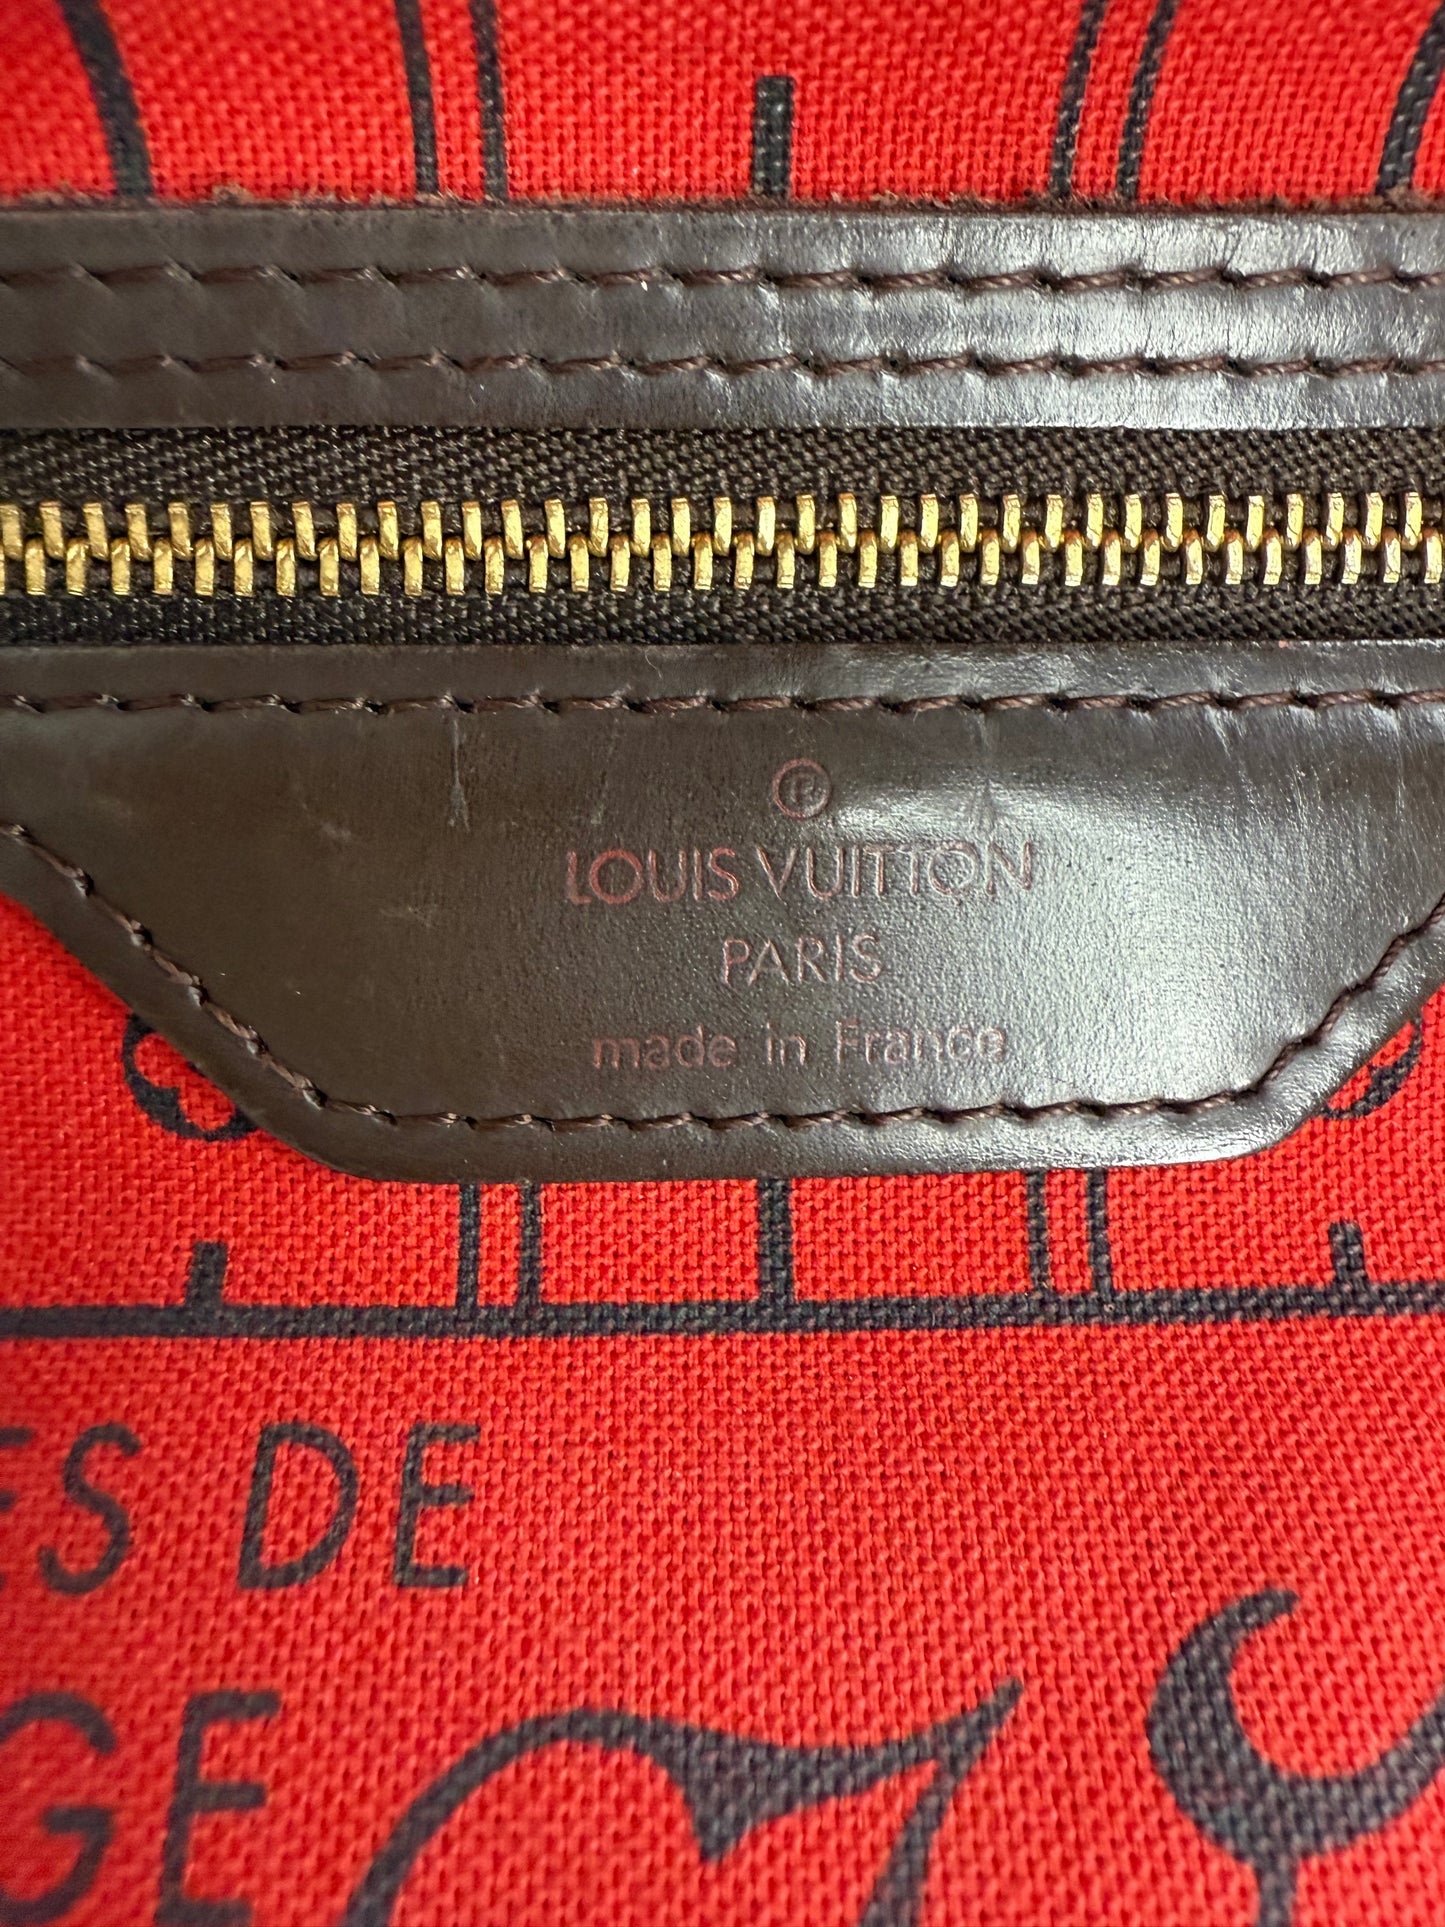 ®
LOUIS VUITTON
PARIS
made in France
ES DE
GE